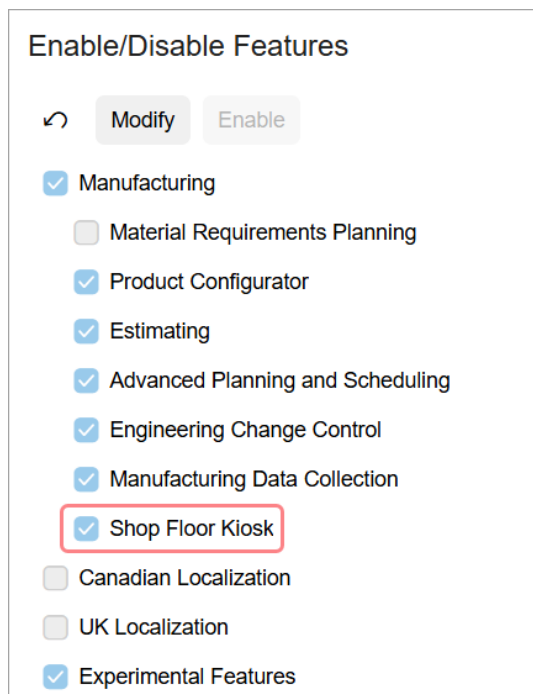 Enable/Disable Features
Modify Enable
Manufacturing
Material Requirements Planning
Product Configurator
Estimating
Advanced Planning and Scheduling
Engineering Change Control
Manufacturing Data Collection
Shop Floor Kiosk
Canadian Localization
UK Localization
Experimental Features